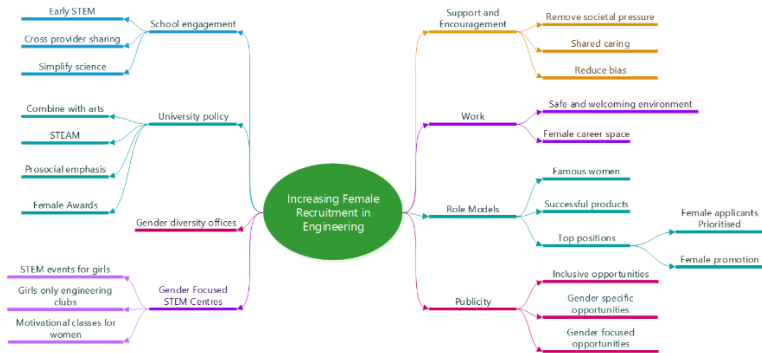 Early STEM
Cross provider sharing
Simplify science
School engagement
Combine with arts
STEAM
Prosocial emphasis
Female Awards
University policy
Gender diversity offices
STEM events for girls
Girls only engineering
clubs
Motivational classes for
women
Gender Focused
STEM Centres
Increasing Female
Recruitment in
Engineering
Support and
Encouragement
Remove societal pressure
Shared caring
Reduce bias
Work
Safe and welcoming environment
Female career space
Role Models
Famous women
Successful products
Top positions
Female applicants
Prioritised
Female promotion
Publicity
Inclusive opportunities
Gender specific
opportunities
Gender focused
opportunities